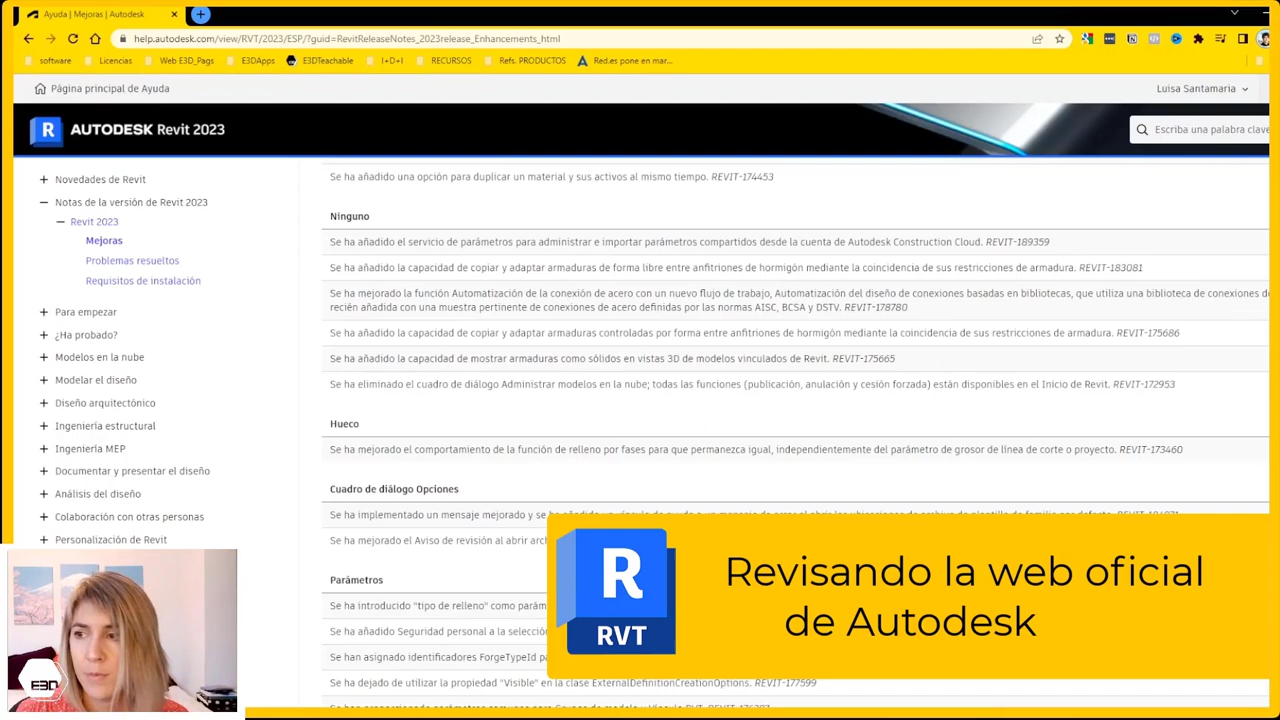 Ayuda | Mejoras | Autodesk
help.autodesk.com/view/RVT/2023/ESP/?guid=RevitReleaseNotes_2023release_Enhancements_html
software
Licencias
Web E3D_Pags
E3DApps
E3DTeachable
I+D+I
RECURSOS
Refs. PRODUCTOS
Red.es pone en mar...
Página principal de Ayuda
Luisa Santamaria
R AUTODESK Revit 2023
Escriba una palabra clave
+ Novedades de Revit
− Notas de la versión de Revit 2023
− Revit 2023
Mejoras
Problemas resueltos
Requisitos de instalación
+ Para empezar
+ ¿Ha probado?
+ Modelos en la nube
+ Modelar el diseño
+ Diseño arquitectónico
+ Ingeniería estructural
+ Ingeniería MEP
+ Documentar y presentar el diseño
+ Análisis del diseño
+ Colaboración con otras personas
+ Personalización de Revit
Se ha añadido una opción para duplicar un material y sus activos al mismo tiempo. REVIT-174453
Ninguno
Se ha añadido el servicio de parámetros para administrar e importar parámetros compartidos desde la cuenta de Autodesk Construction Cloud. REVIT-189359
Se ha añadido la capacidad de copiar y adaptar armaduras de forma libre entre anfitriones de hormigón mediante la coincidencia de sus restricciones de armadura. REVIT-183081
Se ha mejorado la función Automatización de la conexión de acero con un nuevo flujo de trabajo, Automatización del diseño de conexiones basadas en bibliotecas, que utiliza una biblioteca de conexiones de
recién añadida con una muestra pertinente de conexiones de acero definidas por las normas AISC, BCSA y DSTV. REVIT-178780
Se ha añadido la capacidad de copiar y adaptar armaduras controladas por forma entre anfitriones de hormigón mediante la coincidencia de sus restricciones de armadura. REVIT-175686
Se ha añadido la capacidad de mostrar armaduras como sólidos en vistas 3D de modelos vinculados de Revit. REVIT-175665
Se ha eliminado el cuadro de diálogo Administrar modelos en la nube; todas las funciones (publicación, anulación y cesión forzada) están disponibles en el Inicio de Revit. REVIT-172953
Hueco
Se ha mejorado el comportamiento de la función de relleno por fases para que permanezca igual, independientemente del parámetro de grosor de línea de corte o proyecto. REVIT-173460
Cuadro de diálogo Opciones
Se ha implementado un mensaje mejorado y se
Se ha mejorado el Aviso de revisión al abrir
Parámetros
Se ha introducido "tipo de relleno" como
Se ha añadido Seguridad personal a la selección
Se han asignado identificadores ForgeTypeId
Se ha dejado de utilizar la propiedad "Visible" en la clase ExternalDefinitionCreationOptions. REVIT-177599
R
RVT
Revisando la web oficial
de Autodesk
E3D